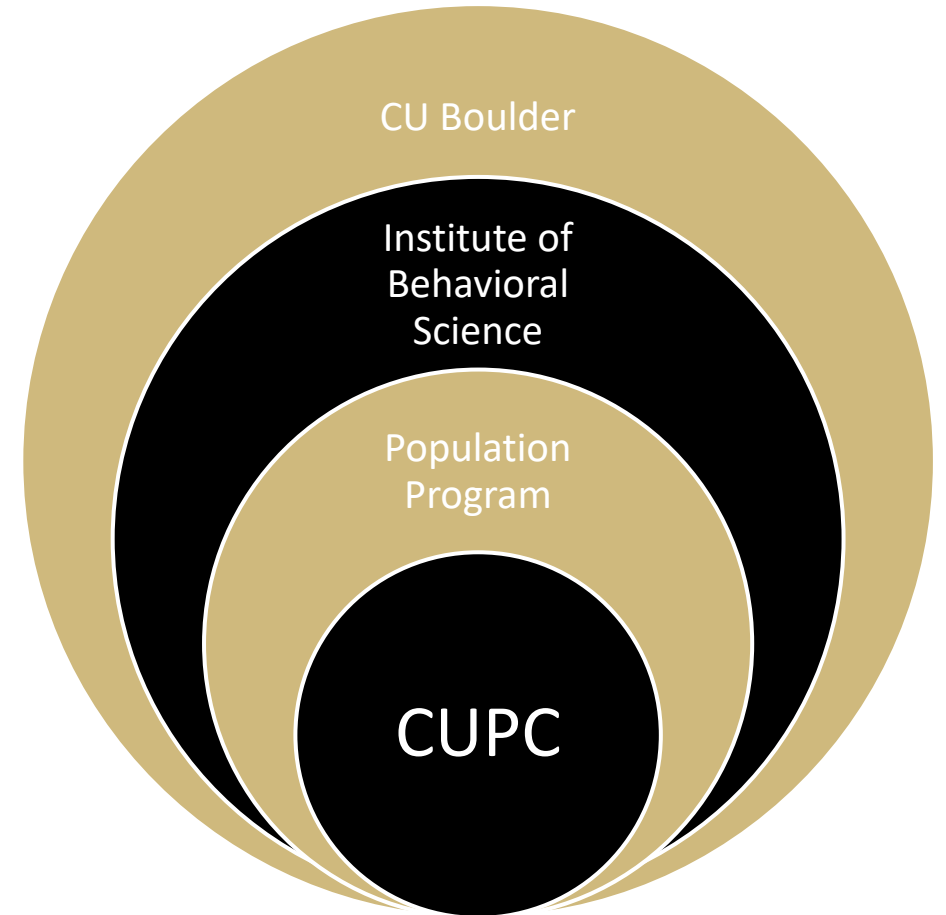 CU Boulder
Institute of
Behavioral
Science
Population
Program
CUPC